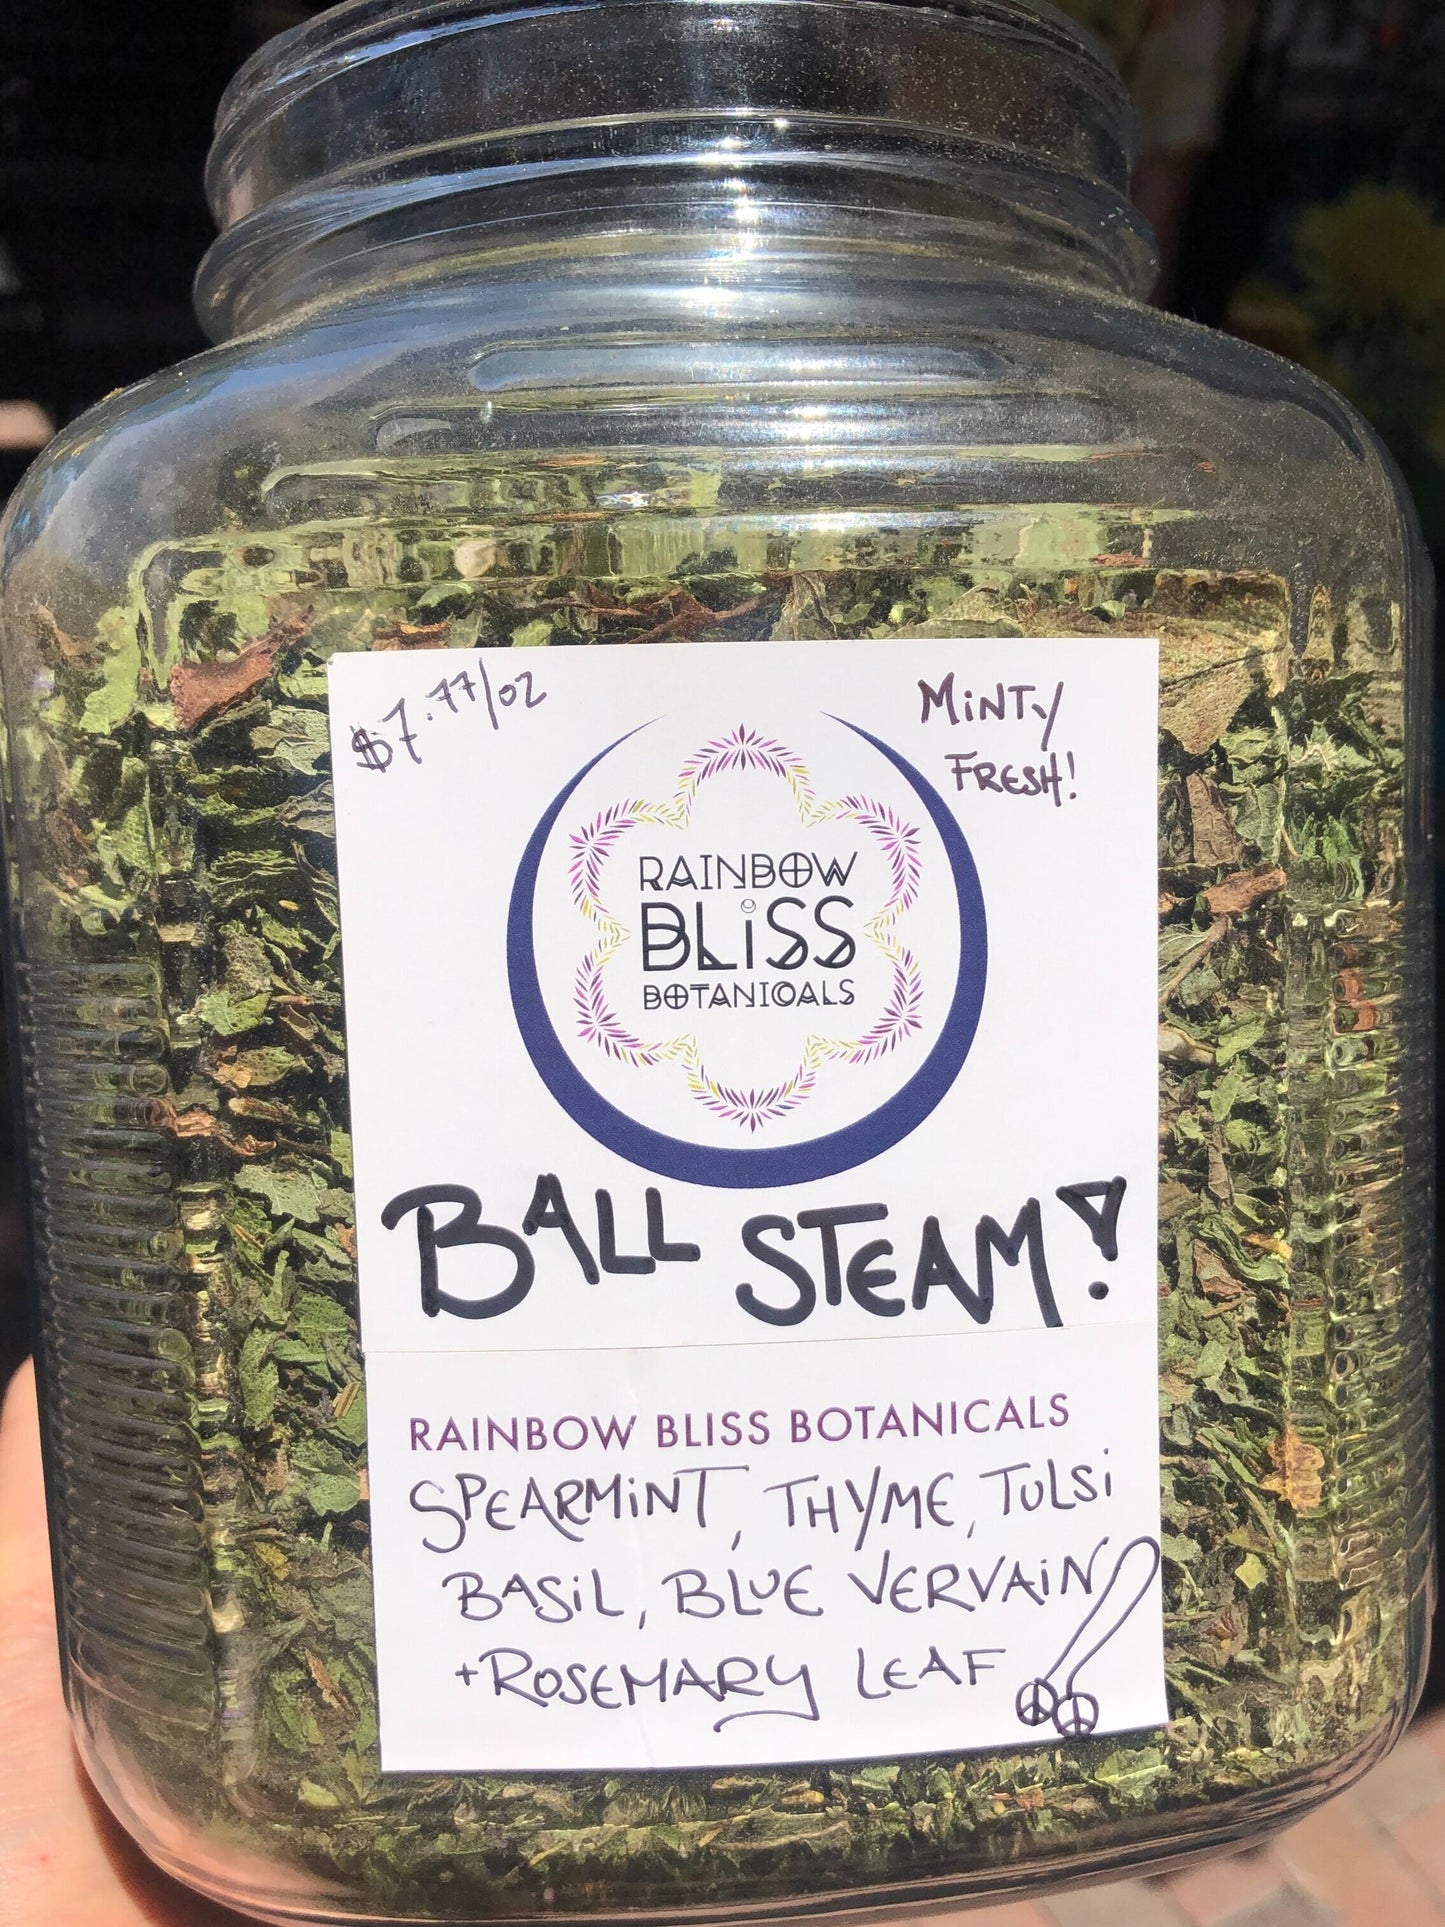 $7.77/OZ
MiNTy
FRESH!
RAINBOW
BLiSS
BOTANICALS
BALL STEAM!
RAINBOW BLISS BOTANICALS
SPEARMiNT, THYME, TULSi
BASiL, BLUE VERVAiN
+ROSEMARY LEAF